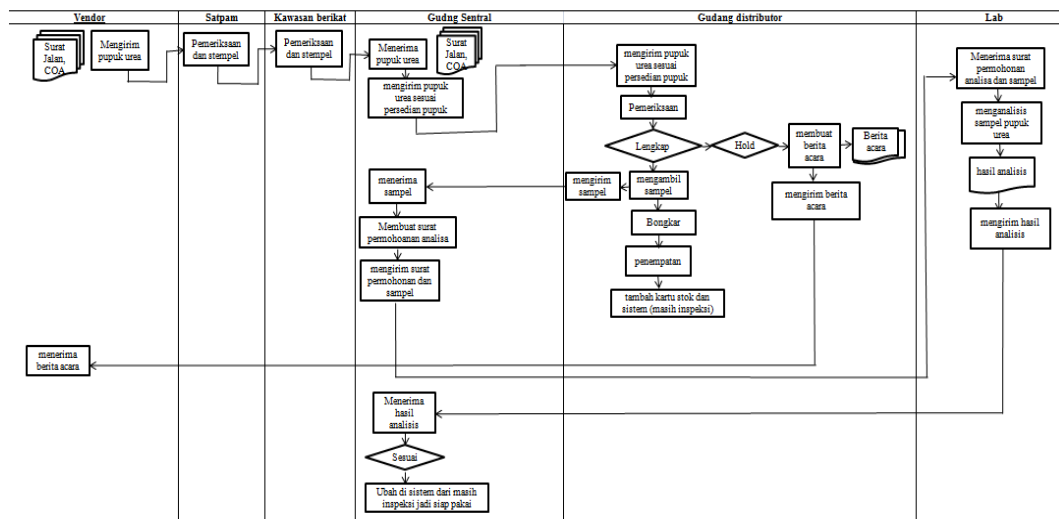 Vendor
Satpam
Kawasan berikat
Gudng Sentral
Gudang distributor
Lab
Surat
Jalan,
COA
Mengirim
pupuk urea
Pemeriksaan
dan stempel
Pemeriksaan
dan stempel
Menerima
pupuk urea
Surat
Jalan,
COA
mengirim pupuk
urea sesuai
persedian pupuk
mengirim pupuk
urea sesuai
persedian pupuk
Pemeriksaan
Lengkap
Hold
membuat
berita
acara
Berita
acara
mengirim berita
acara
mengambil
sampel
mengirim
sampel
Bongkar
penempatan
tambah kartu stok dan
sistem (masih inspeksi)
menerima
sampel
Membuat surat
permohoanan analisa
mengirim surat
permohonan dan
sampel
Menerima surat
permohonan
analisa dan sampel
menganalisis
sampel pupuk
urea
hasil analisis
mengirim hasil
analisis
menerima
berita acara
Menerima
hasil
analisis
Sesuai
Ubah di sistem dari masih
inspeksi jadi siap pakai